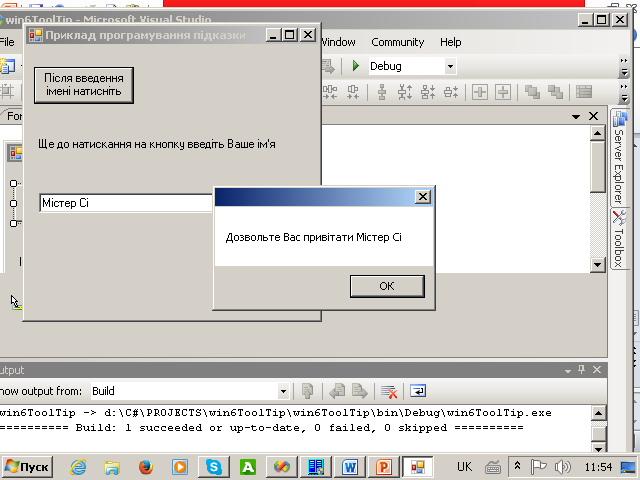 win6ToolTip - Microsoft Visual Studio
Приклад програмування підказки
File
Window
Community
Help
Debug
Після введення
імені натисніть
Ще до натискання на кнопку введіть Ваше ім'я
Містер Сі
Дозвольте Вас привітати Містер Сі
OK
Server Explorer
Toolbox
Output
Show output from:
Build
win6ToolTip -> d:\C#\PROJECTS\win6ToolTip\win6ToolTip\bin\Debug\win6ToolTip.exe
========== Build: 1 succeeded or up-to-date, 0 failed, 0 skipped ==========
Пуск
UK
11:54